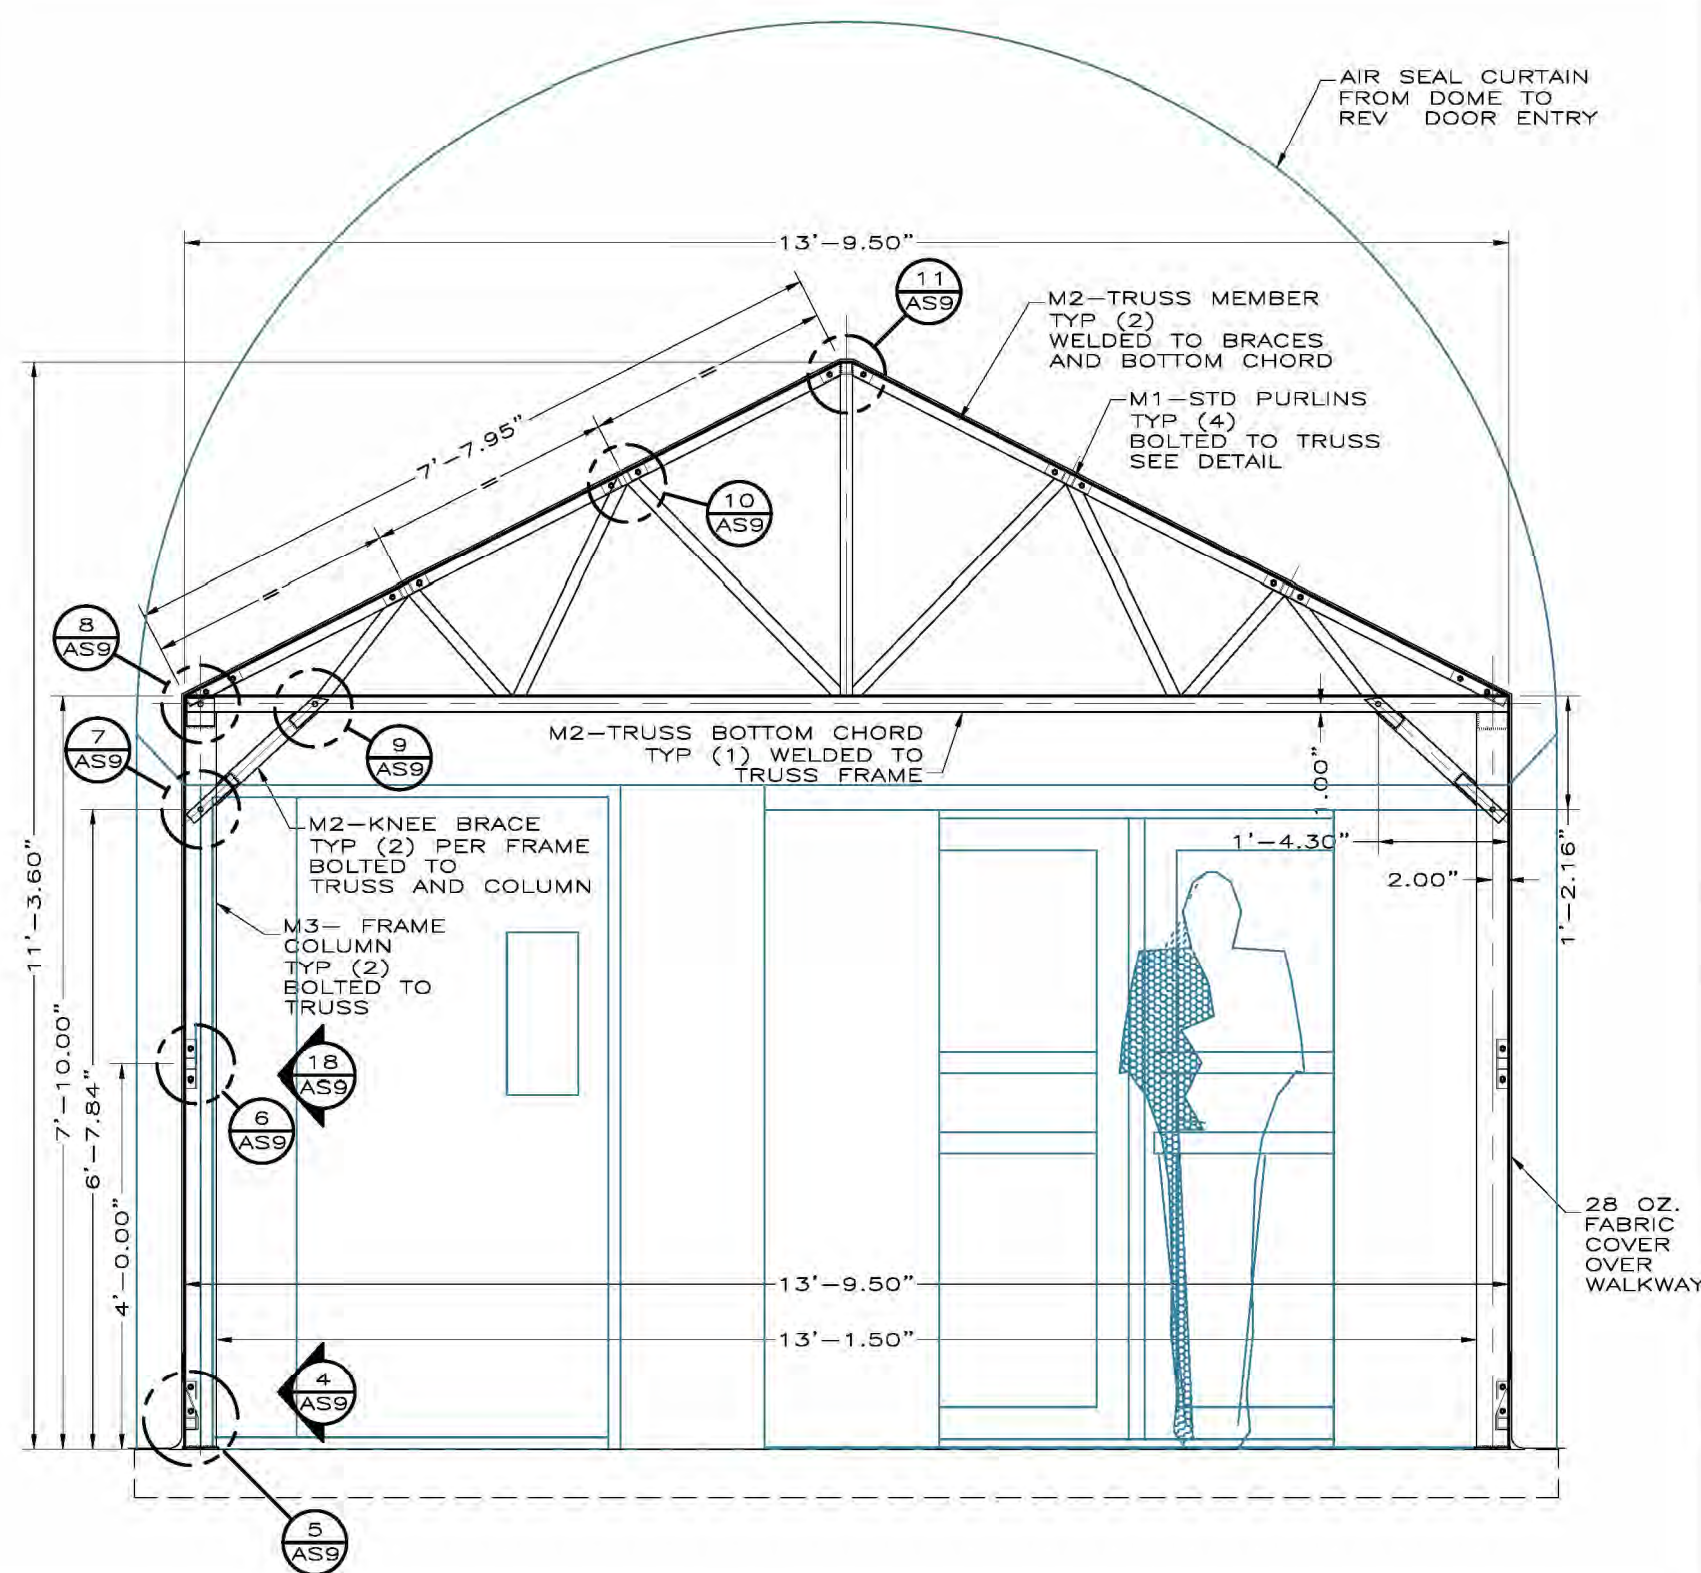 AIR SEAL CURTAIN
FROM DOME TO
REV DOOR ENTRY
13'-9.50"
11
AS9
M2-TRUSS MEMBER
TYP (2)
WELDED TO BRACES
AND BOTTOM CHORD
M1-STD PURLINS
TYP (4)
BOLTED TO TRUSS
SEE DETAIL
7'-7.95"
=
=
=
10
AS9
8
AS9
7
AS9
9
AS9
M2-TRUSS BOTTOM CHORD
TYP (1) WELDED TO
TRUSS FRAME
1.00"
1'-4.30"
2.00"
1'-2.16"
M2-KNEE BRACE
TYP (2) PER FRAME
BOLTED TO
TRUSS AND COLUMN
M3- FRAME
COLUMN
TYP (2)
BOLTED TO
TRUSS
11'-3.60"
7'-10.00"
6'-7.84"
4'-0.00"
18
AS9
6
AS9
28 OZ.
FABRIC
COVER
OVER
WALKWAY
13'-9.50"
13'-1.50"
4
AS9
5
AS9